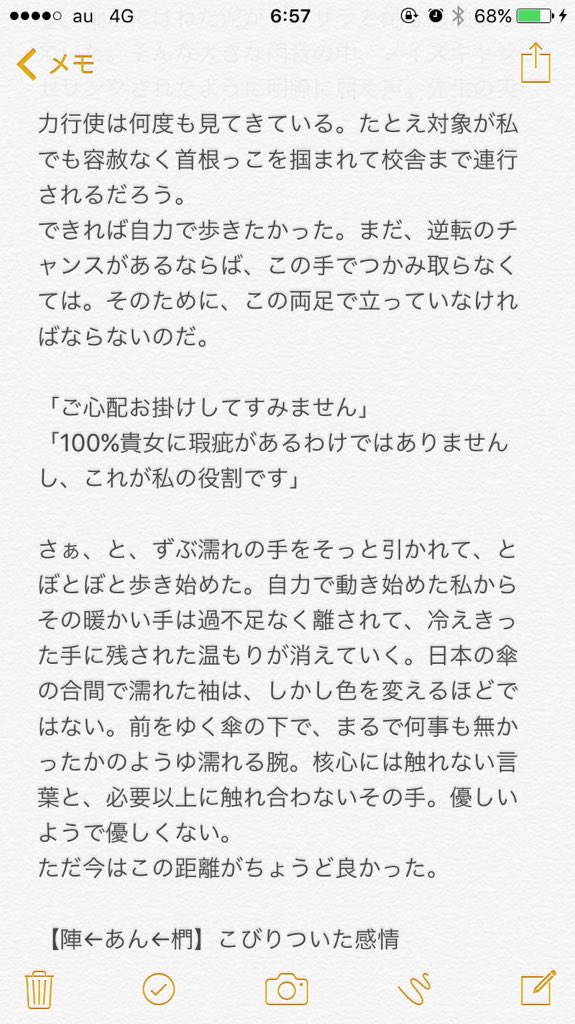 au 4G 6:57 68%
メモ
力行使は何度も見てきている。たとえ対象が私
でも容赦なく首根っこを掴まれて校舎まで連行
されるだろう。
できれば自力で歩きたかった。まだ、逆転のチ
ャンスがあるならば、この手でつかみ取らなく
ては。そのために、この両足で立っていなけれ
ばならないのだ。
「ご心配お掛けしてすみません」
「100%貴女に瑕疵があるわけではありません
し、これが私の役割です」
さぁ、と、ずぶ濡れの手をそっと引かれて、と
ぼとぼと歩き始めた。自力で動き始めた私から
その暖かい手は過不足なく離されて、冷えきっ
た手に残された温もりが消えていく。日本の傘
の合間で濡れた袖は、しかし色を変えるほどで
はない。前をゆく傘の下で、まるで何事も無か
ったかのようゆ濡れる腕。核心には触れない言
葉と、必要以上に触れ合わないその手。優しい
ようで優しくない。
ただ今はこの距離がちょうど良かった。
【陣←あん←椚】こびりついた感情